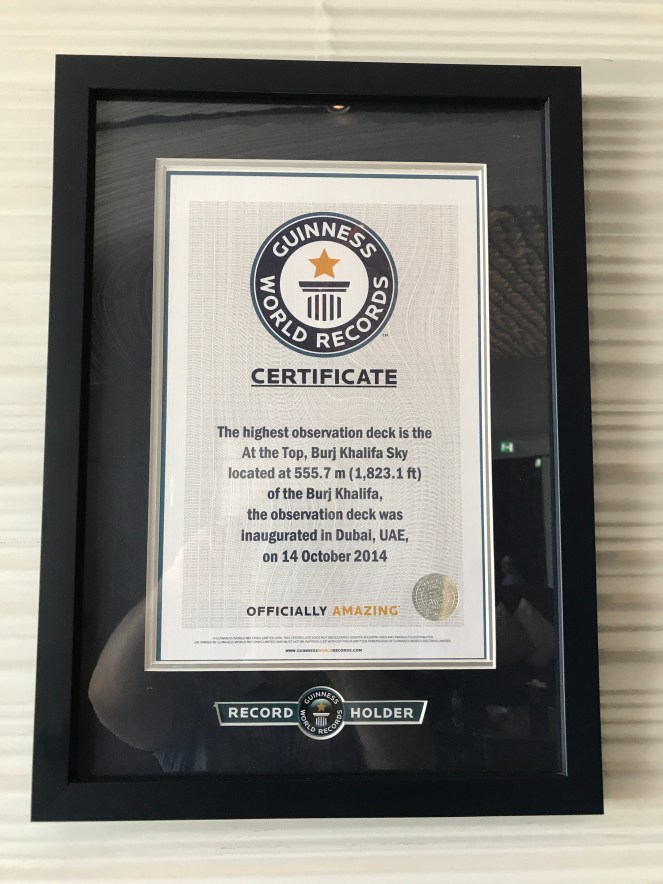 GUINNESS
WORLD RECORDS
™
CERTIFICATE
The highest observation deck is the
At the Top, Burj Khalifa Sky
located at 555.7 m (1,823.1 ft)
of the Burj Khalifa,
the observation deck was
inaugurated in Dubai, UAE,
on 14 October 2014
OFFICIALLY AMAZING
WWW.GUINNESSWORLDRECORDS.COM
RECORD HOLDER
GUINNESS
WORLD RECORDS